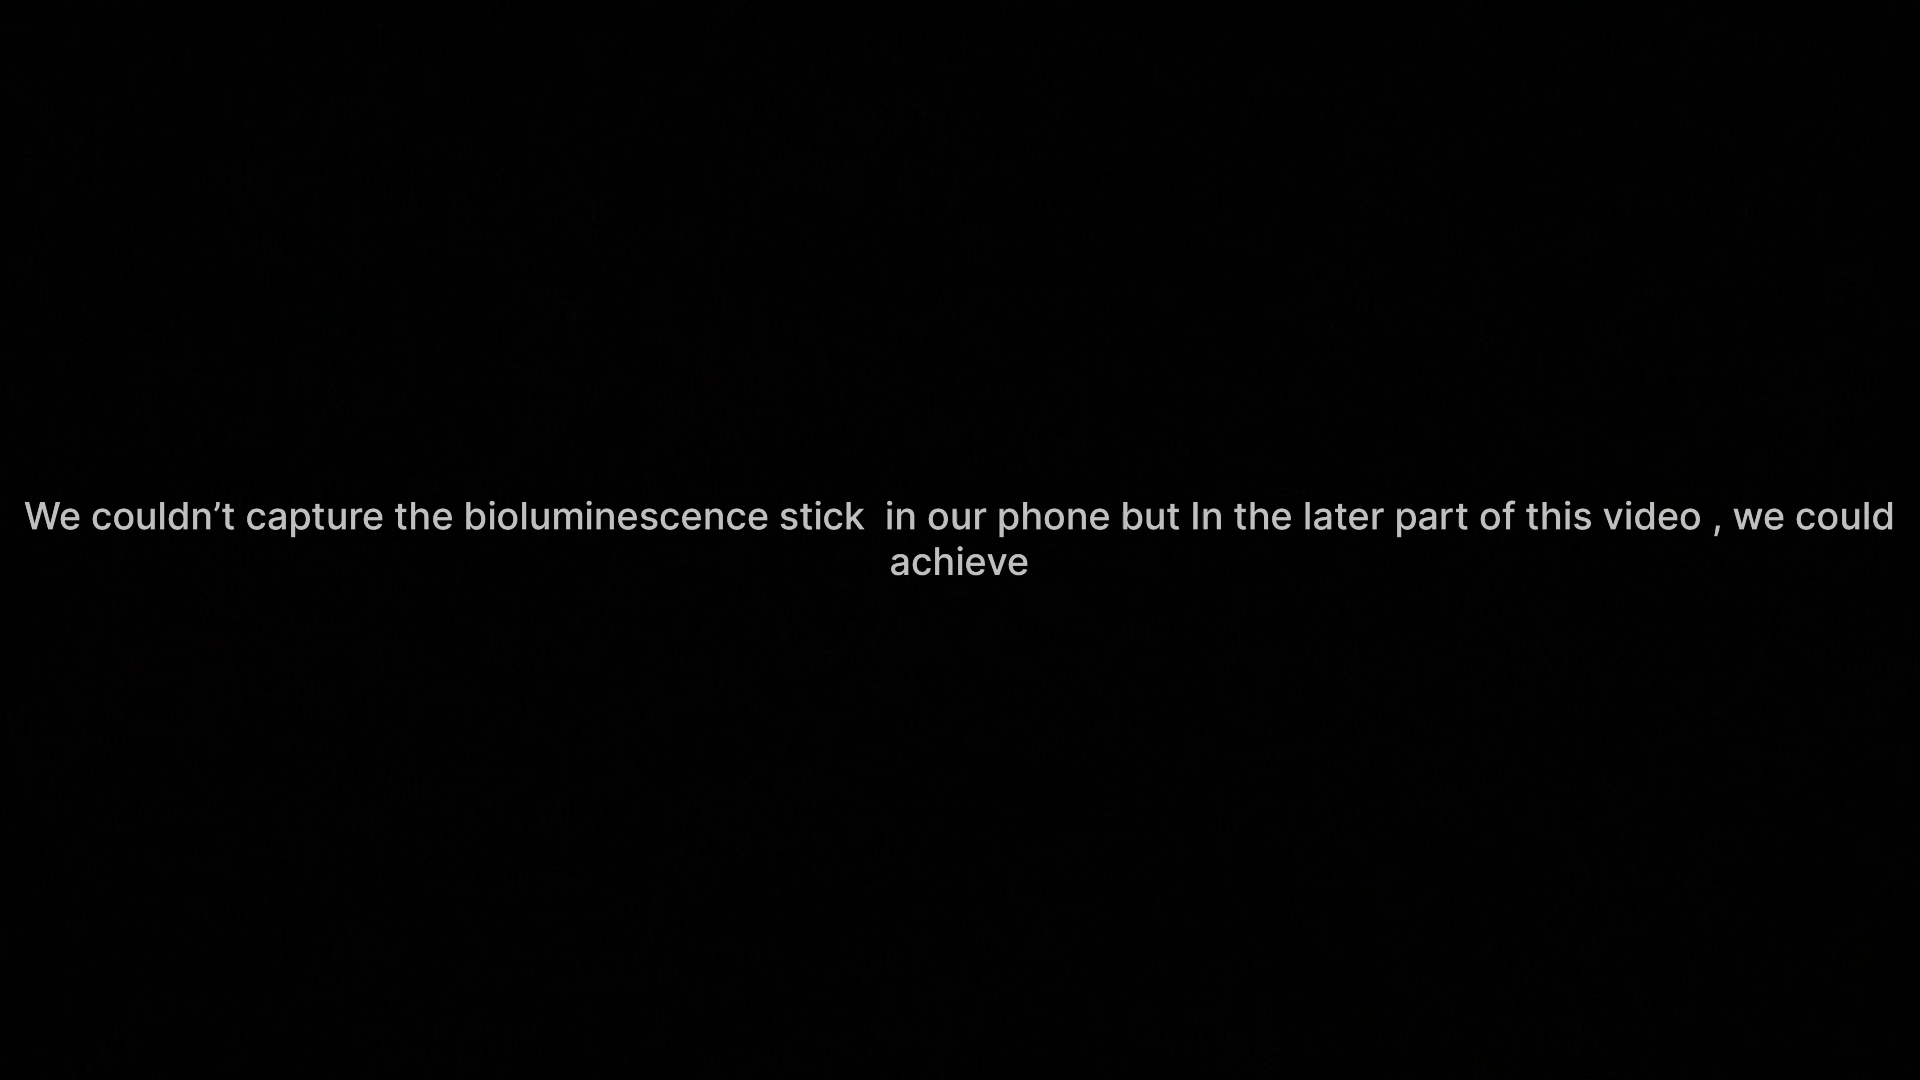 We couldn’t capture the bioluminescence stick  in our phone but In the later part of this video , we could
achieve